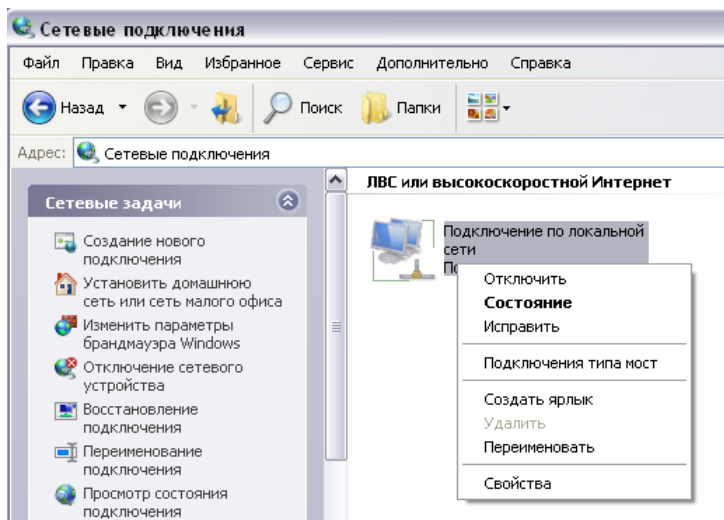 Сетевые подключения
Файл Правка Вид Избранное Сервис Дополнительно Справка
Назад Поиск Папки
Адрес: Сетевые подключения
Сетевые задачи
Создание нового
подключения
Установить домашнюю
сеть или сеть малого офиса
Изменить параметры
брандмауэра Windows
Отключение сетевого
устройства
Восстановление
подключения
Переименование
подключения
Просмотр состояния
подключения
ЛВС или высокоскоростной Интернет
Подключение по локальной
сети
Отключить
Состояние
Исправить
Подключения типа мост
Создать ярлык
Удалить
Переименовать
Свойства